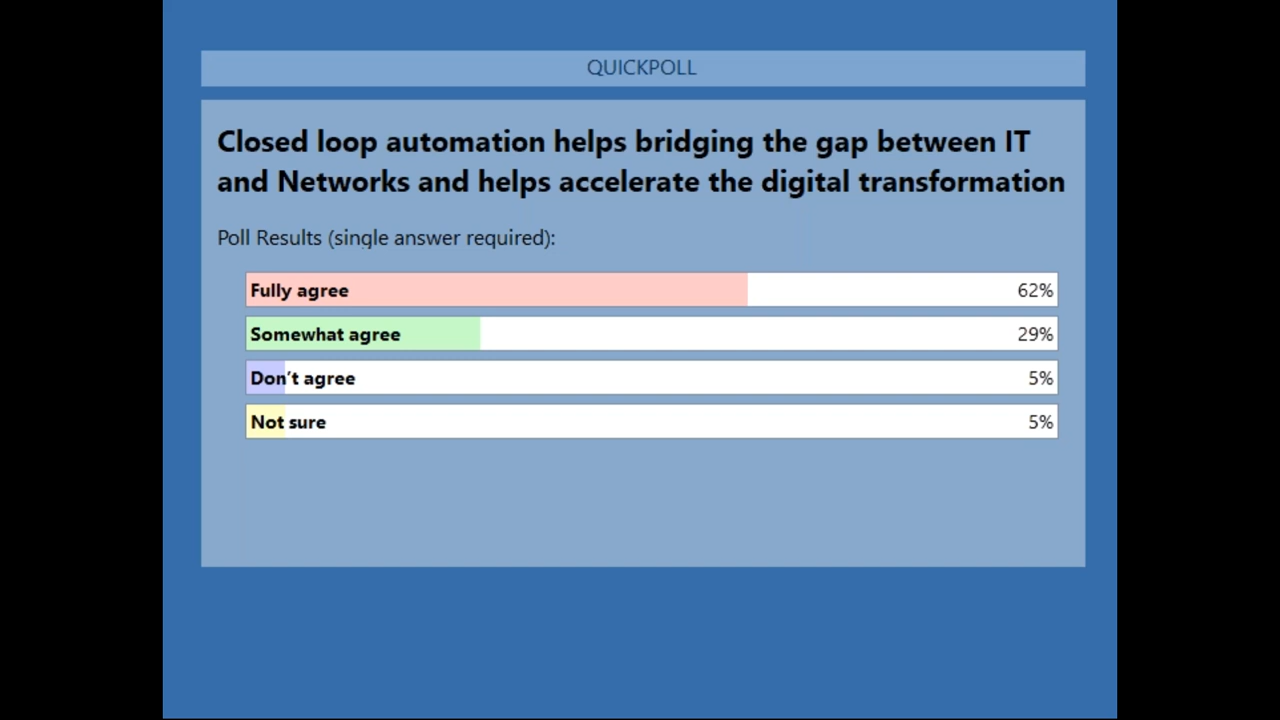 QUICKPOLL
Closed loop automation helps bridging the gap between IT
and Networks and helps accelerate the digital transformation
Poll Results (single answer required):
Fully agree 62%
Somewhat agree 29%
Don’t agree 5%
Not sure 5%